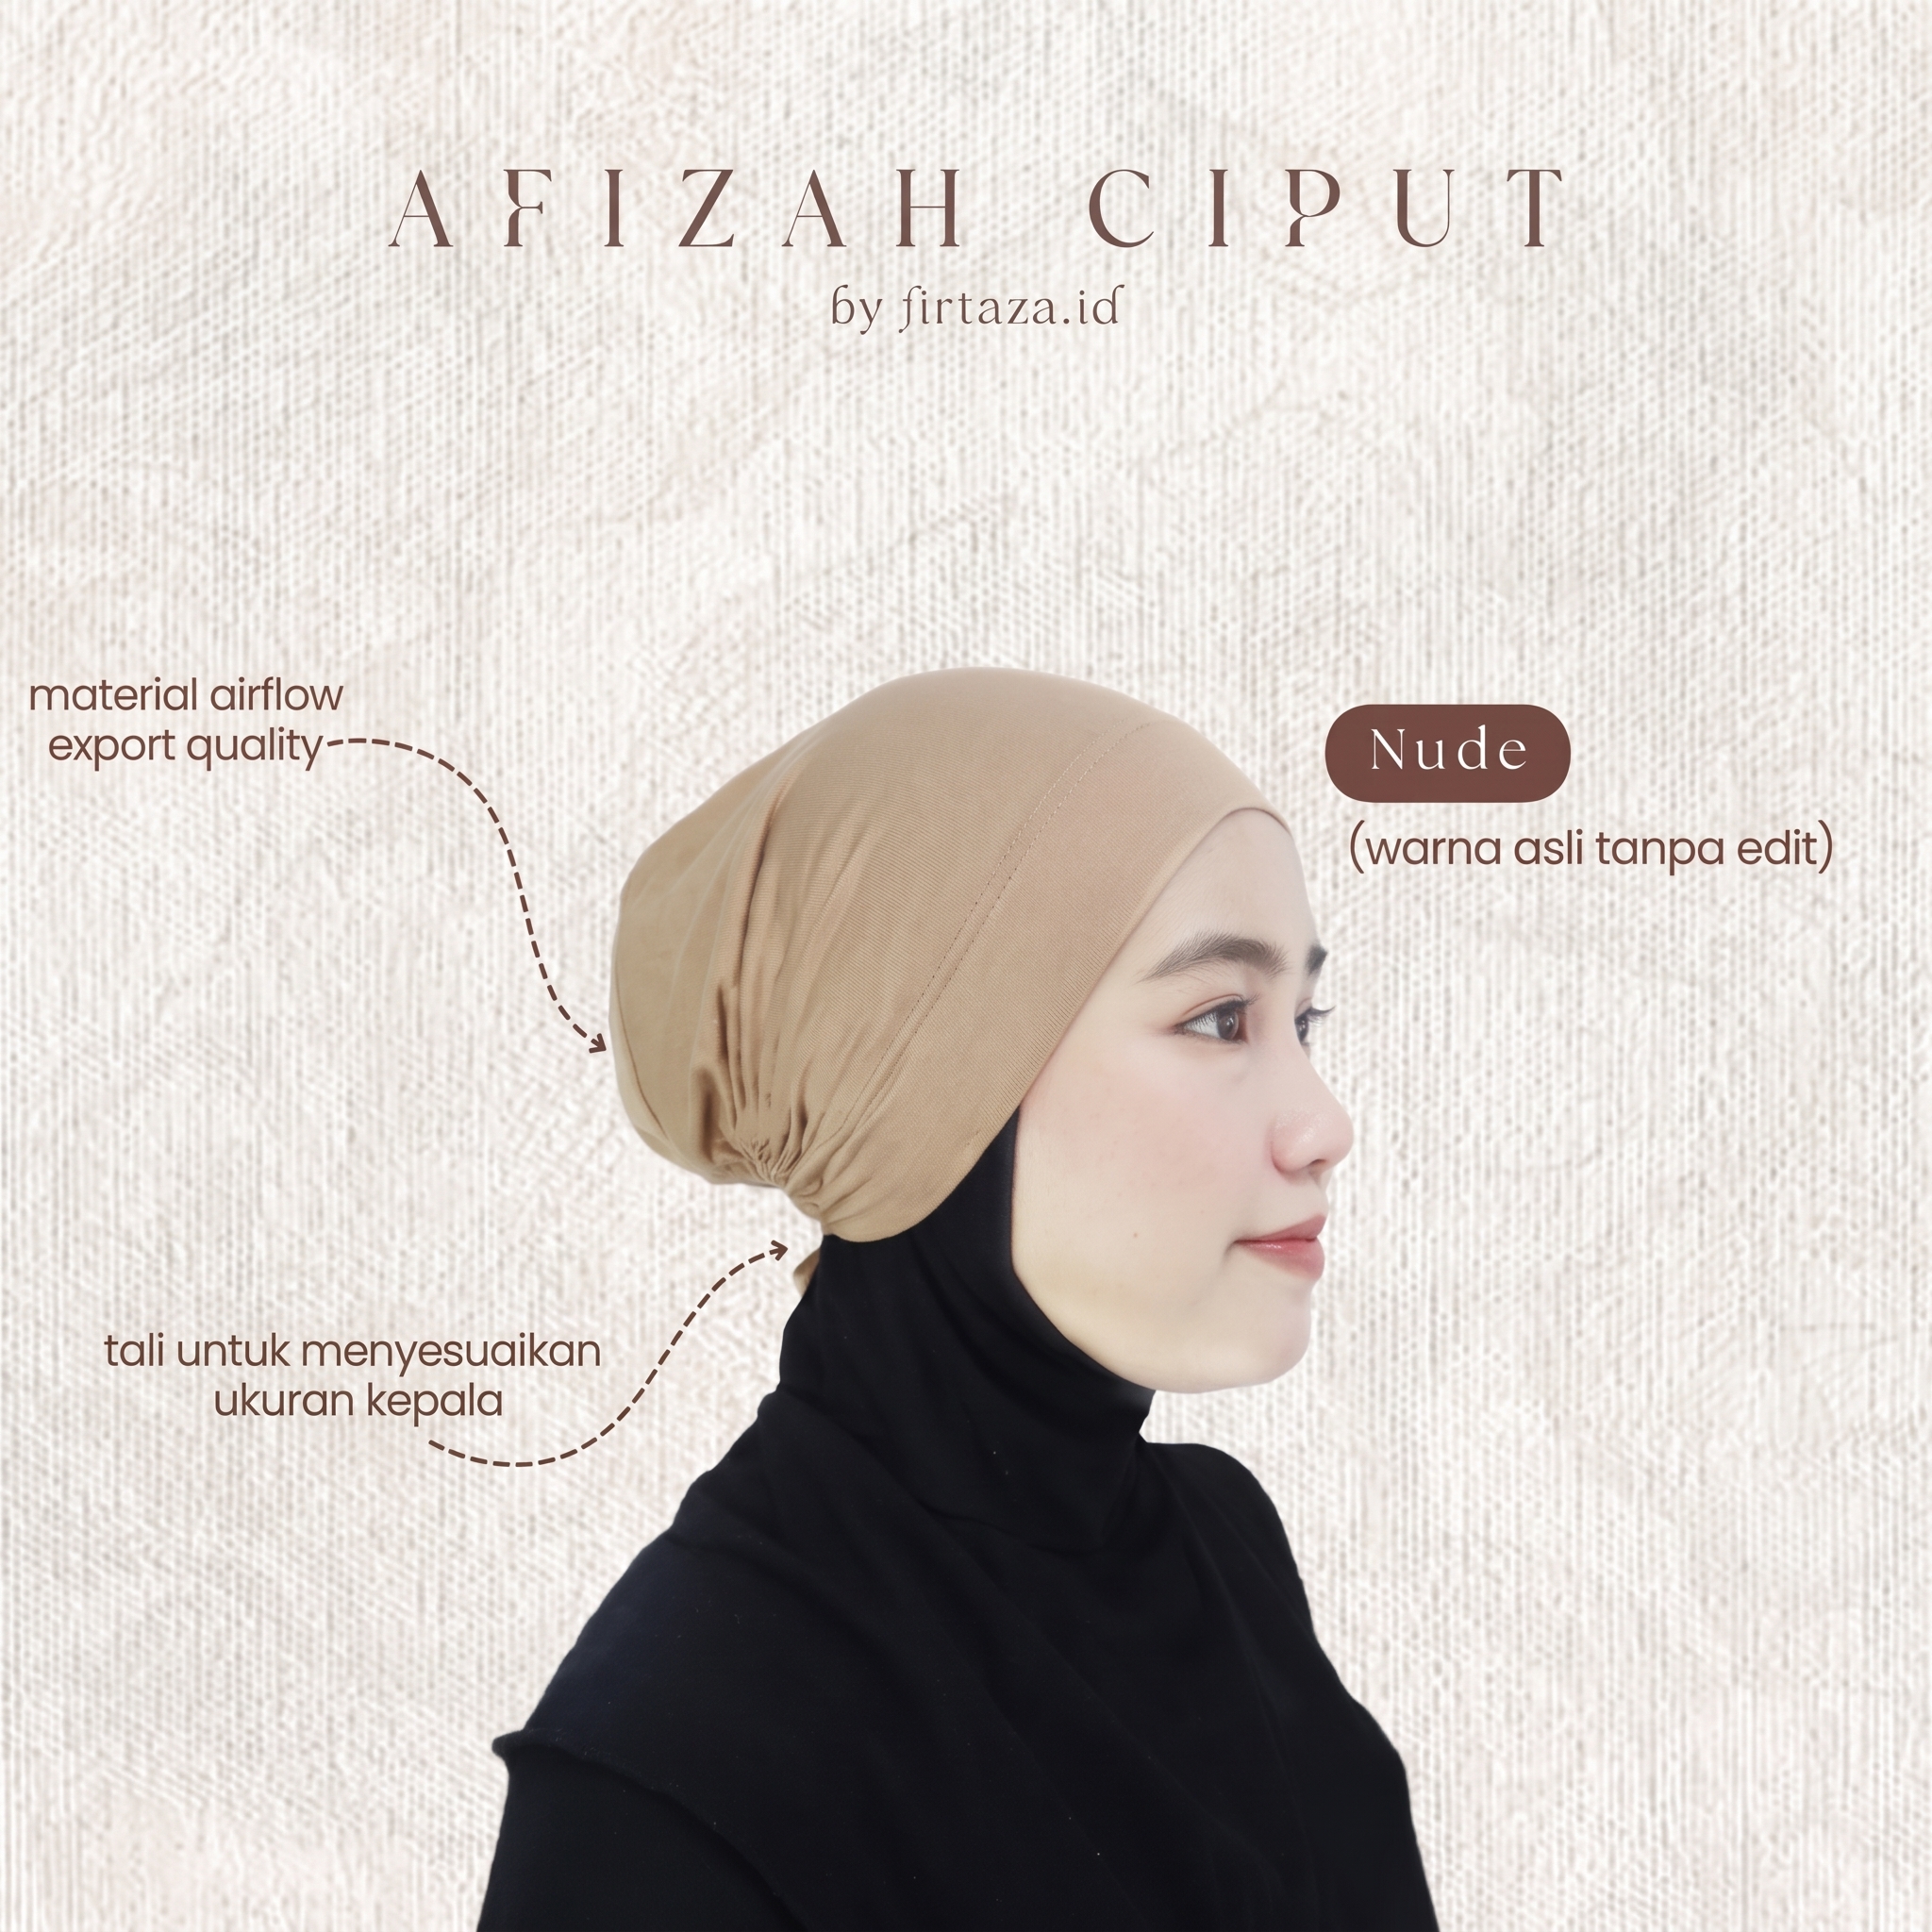 AFIZAH CIPUT
by firtaza.id
material airflow
export quality
Nude
(warna asli tanpa edit)
tali untuk menyesuaikan
ukuran kepala